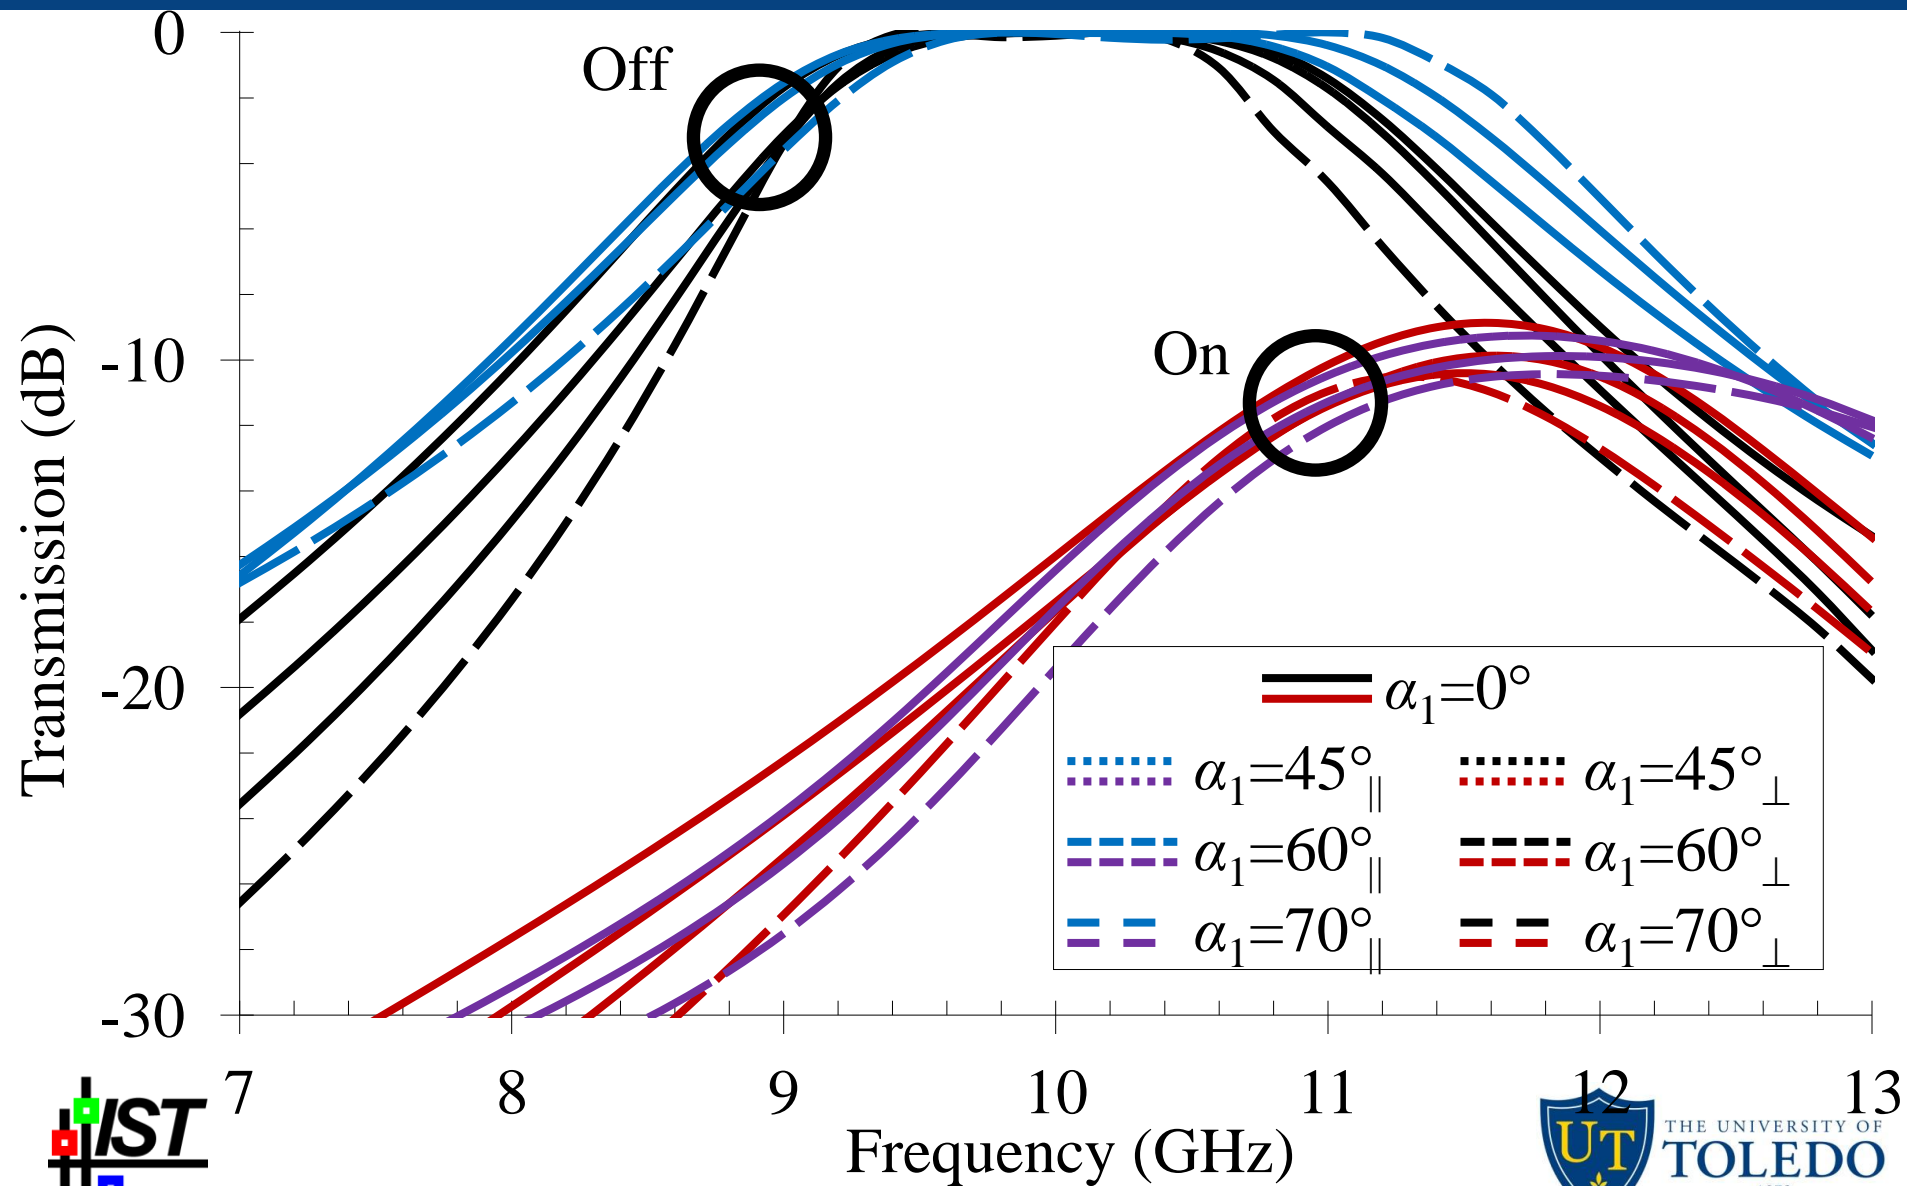 0
Off
-10
On
Transmission (dB)
-20
α1=0°
α1=45°||
α1=45°⊥
α1=60°||
α1=60°⊥
α1=70°||
α1=70°⊥
-30
7
8
9
10
11
12
13
Frequency (GHz)
IST
UT
THE UNIVERSITY OF
TOLEDO